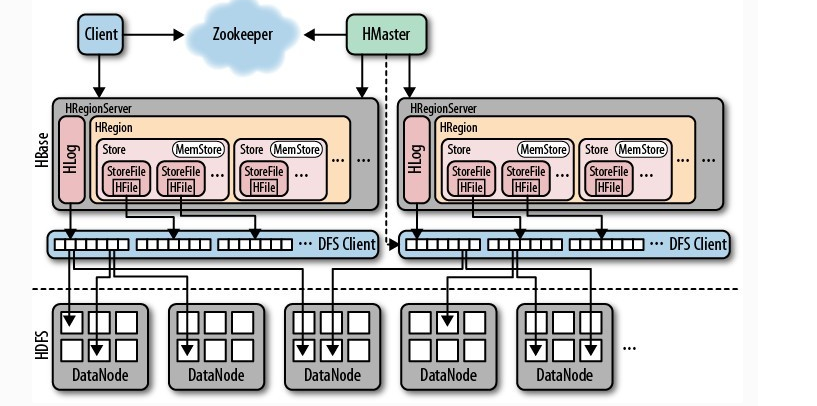 Client
Zookeeper
HMaster
HBase
HRegionServer
HLog
HRegion
Store
MemStore
StoreFile
HFile
StoreFile
HFile
...
Store
MemStore
StoreFile
HFile
...
...
...
HRegionServer
HLog
HRegion
Store
MemStore
StoreFile
HFile
StoreFile
HFile
...
Store
MemStore
StoreFile
HFile
...
...
...
... DFS Client
... DFS Client
HDFS
DataNode
DataNode
DataNode
DataNode
DataNode
...